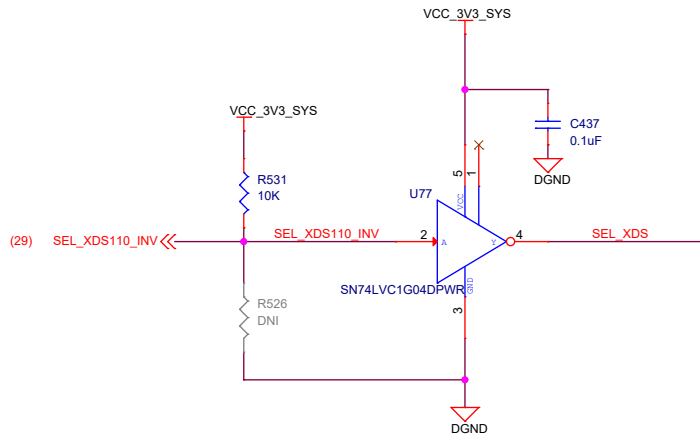 VCC_3V3_SYS
C437
0.1uF
DGND
VCC_3V3_SYS
R531
10K
5
1
U77
VCC
(29) SEL_XDS110_INV
SEL_XDS110_INV
2
A
Y
4
SEL_XDS
SN74LVC1G04DPWR
GND
3
R526
DNI
DGND